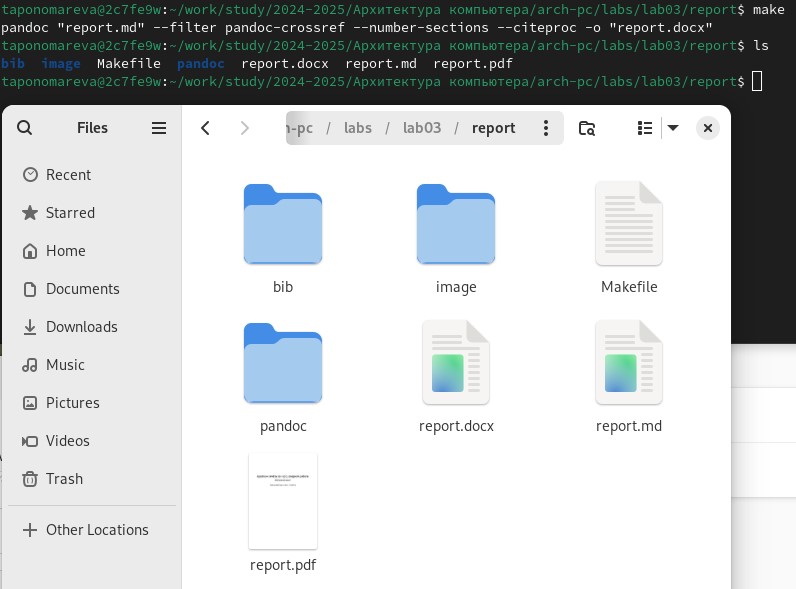 taponomareva@2c7fe9w:~/work/study/2024-2025/Архитектура компьютера/arch-pc/labs/lab03/report$ make
pandoc "report.md" --filter pandoc-crossref --number-sections --citeproc -o "report.docx"
taponomareva@2c7fe9w:~/work/study/2024-2025/Архитектура компьютера/arch-pc/labs/lab03/report$ ls
bib image Makefile pandoc report.docx report.md report.pdf
taponomareva@2c7fe9w:~/work/study/2024-2025/Архитектура компьютера/arch-pc/labs/lab03/report$
Files
-pc / labs / lab03 / report
Recent
Starred
Home
Documents
Downloads
Music
Pictures
Videos
Trash
Other Locations
bib image Makefile
pandoc report.docx report.md
report.pdf